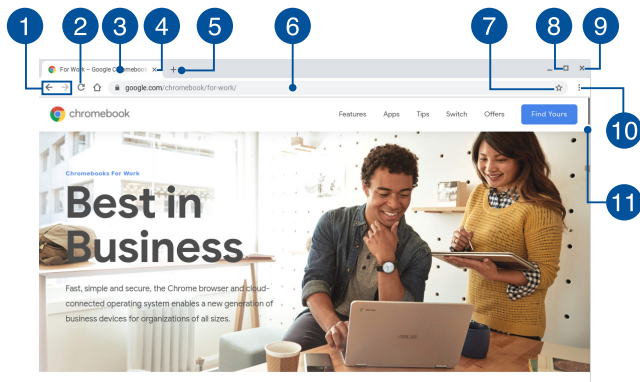 1 2 3 4 5 6 7 8 9
For Work – Google Chromebook
google.com/chromebook/for-work/
10
chromebook Features Apps Tips Switch Offers Find Yours
11
Chromebooks For Work
Best in
Business
Fast, simple and secure, the Chrome browser and cloud-
connected operating system enables a new generation of
business devices for organizations of all sizes.
ASUS